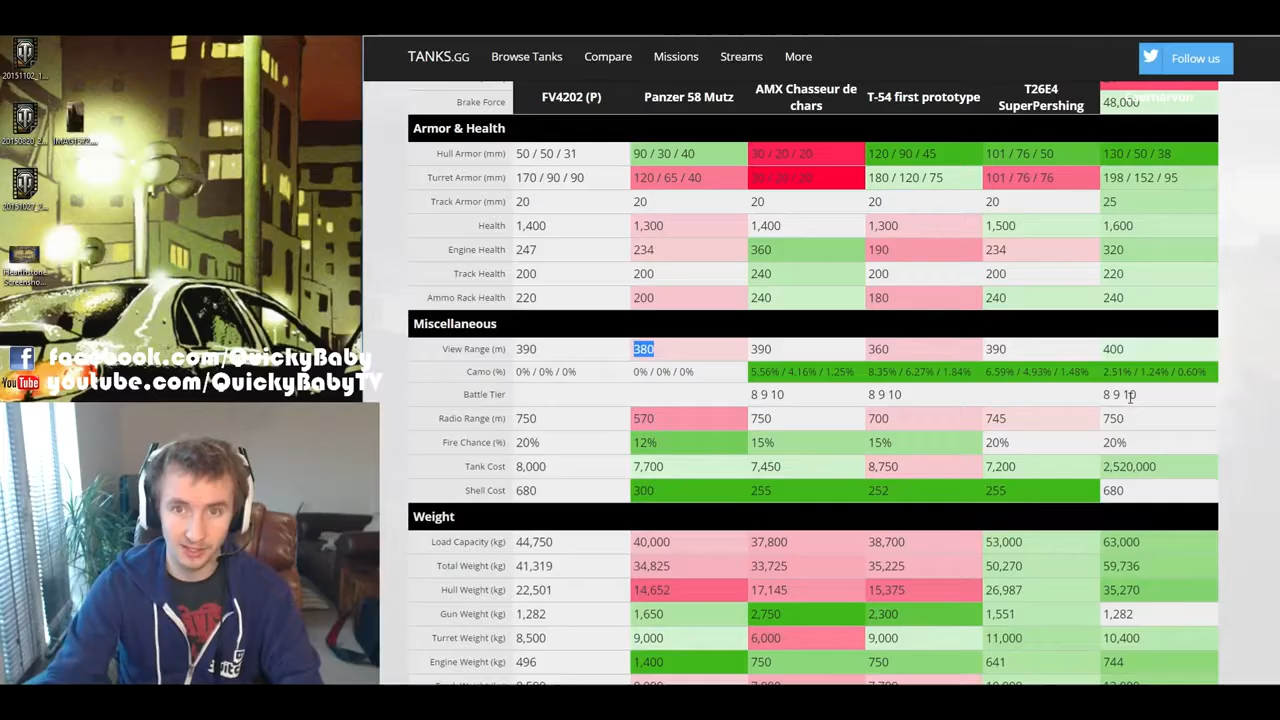 TANKS.GG Browse Tanks Compare Missions Streams More Follow us
FV4202 (P) Panzer 58 Mutz AMX Chasseur de chars T-54 first prototype T26E4 SuperPershing
Brake Force 48,000
Armor & Health
Hull Armor (mm) 50 / 50 / 31 90 / 30 / 40 30 / 20 / 20 120 / 90 / 45 101 / 76 / 50 130 / 50 / 38
Turret Armor (mm) 170 / 90 / 90 120 / 65 / 40 30 / 20 / 20 180 / 120 / 75 101 / 76 / 76 198 / 152 / 95
Track Armor (mm) 20 20 20 20 20 25
Health 1,400 1,300 1,400 1,300 1,500 1,600
Engine Health 247 234 360 190 234 320
Track Health 200 200 240 200 200 220
Ammo Rack Health 220 200 240 180 240 240
Miscellaneous
View Range (m) 390 380 390 360 390 400
Camo (%) 0% / 0% / 0% 0% / 0% / 0% 5.56% / 4.16% / 1.25% 8.35% / 6.27% / 1.84% 6.59% / 4.93% / 1.48% 2.51% / 1.24% / 0.60%
Battle Tier 8 9 10 8 9 10 8 9 10
Radio Range (m) 750 570 750 700 745 750
Fire Chance (%) 20% 12% 15% 15% 20% 20%
Tank Cost 8,000 7,700 7,450 8,750 7,200 2,520,000
Shell Cost 680 300 255 252 255 680
Weight
Load Capacity (kg) 44,750 40,000 37,800 38,700 53,000 63,000
Total Weight (kg) 41,319 34,825 33,725 35,225 50,270 59,736
Hull Weight (kg) 22,501 14,652 17,145 15,375 26,987 35,270
Gun Weight (kg) 1,282 1,650 2,750 2,300 1,551 1,282
Turret Weight (kg) 8,500 9,000 6,000 9,000 11,000 10,400
Engine Weight (kg) 496 1,400 750 750 641 744
20151102_1...
20150820_2...
IMAG1572...
20151027_2...
Hearthstone
Screensho...
facebook.com/QuickyBaby
YouTube youtube.com/QuickyBabyTV